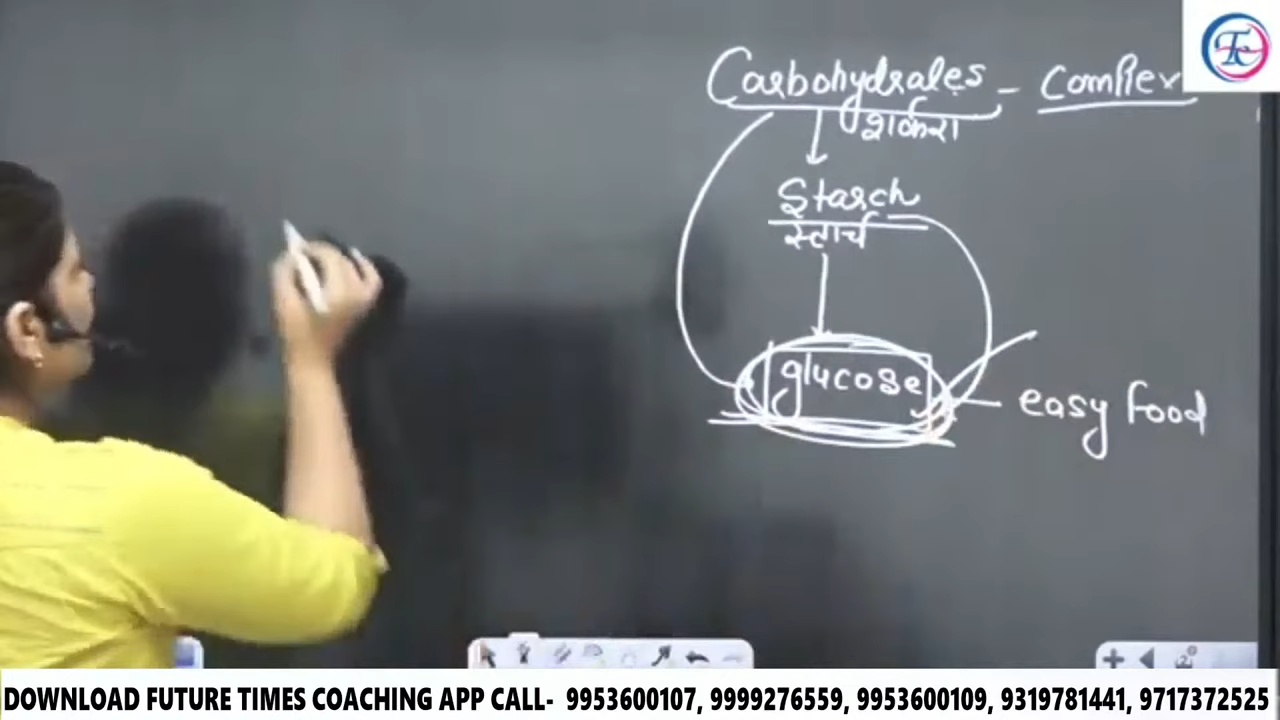 Carbohydrates - Complex
शर्करा
Starch
स्टार्च
glucose - easy food
DOWNLOAD FUTURE TIMES COACHING APP CALL- 9953600107, 9999276559, 9953600109, 9319781441, 9717372525